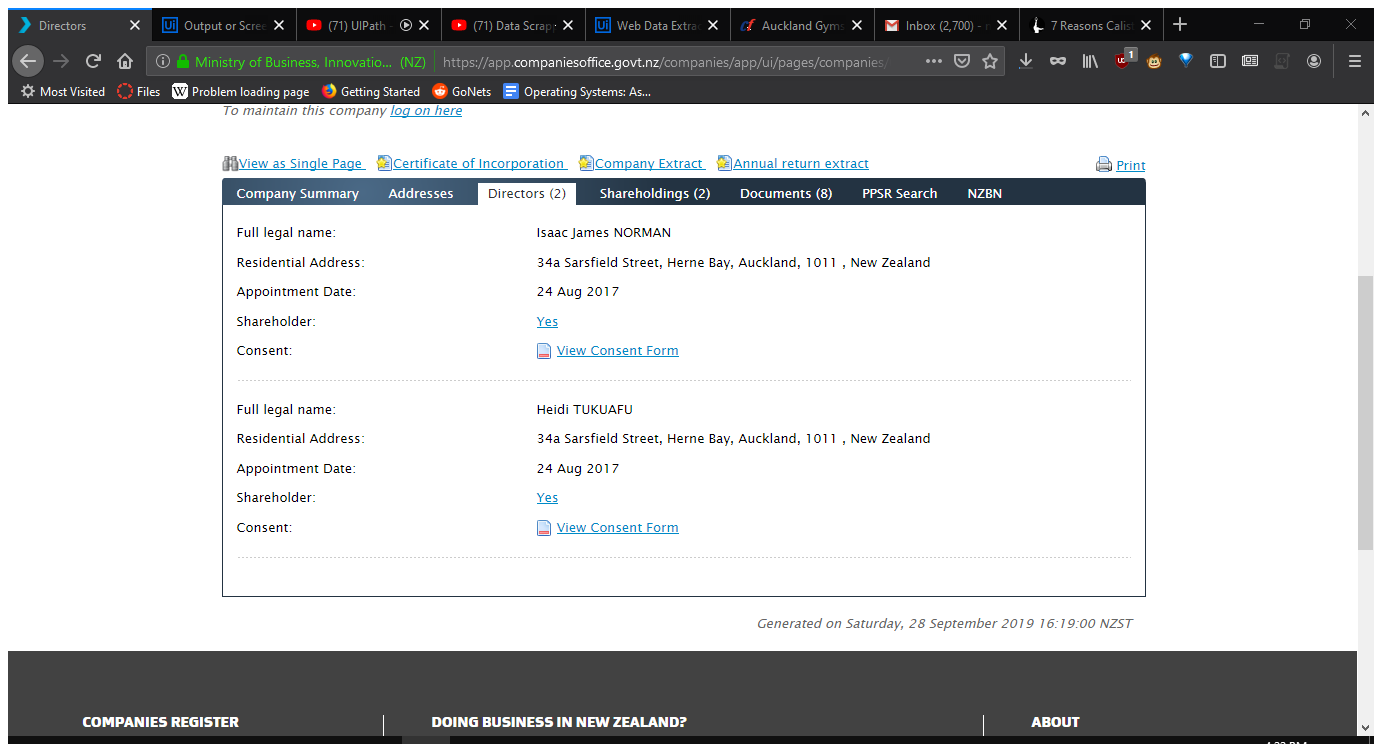 Directors
Output or Scree
(71) UIPath -
(71) Data Scrap
Web Data Extra
Auckland Gyms
Inbox (2,700) -
7 Reasons Calis
Ministry of Business, Innovatio... (NZ) https://app.companiesoffice.govt.nz/companies/app/ui/pages/companies/
1
Most Visited Files Problem loading page Getting Started GoNets Operating Systems: As...
To maintain this company log on here
View as Single Page Certificate of Incorporation Company Extract Annual return extract Print
Company Summary Addresses Directors (2) Shareholdings (2) Documents (8) PPSR Search NZBN
Full legal name: Isaac James NORMAN
Residential Address: 34a Sarsfield Street, Herne Bay, Auckland, 1011 , New Zealand
Appointment Date: 24 Aug 2017
Shareholder: Yes
Consent: View Consent Form
Full legal name: Heidi TUKUAFU
Residential Address: 34a Sarsfield Street, Herne Bay, Auckland, 1011 , New Zealand
Appointment Date: 24 Aug 2017
Shareholder: Yes
Consent: View Consent Form
Generated on Saturday, 28 September 2019 16:19:00 NZST
COMPANIES REGISTER DOING BUSINESS IN NEW ZEALAND? ABOUT